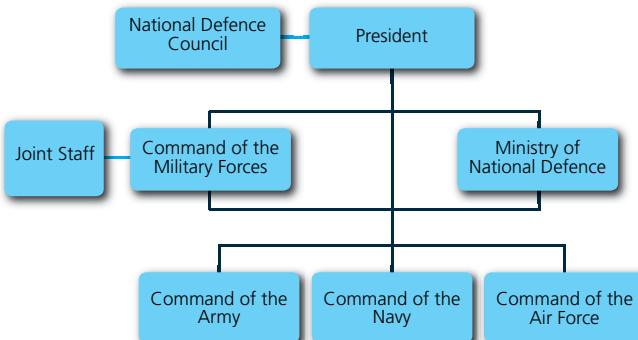 National Defence
Council
President
Joint Staff
Command of the
Military Forces
Ministry of
National Defence
Command of the
Army
Command of the
Navy
Command of the
Air Force